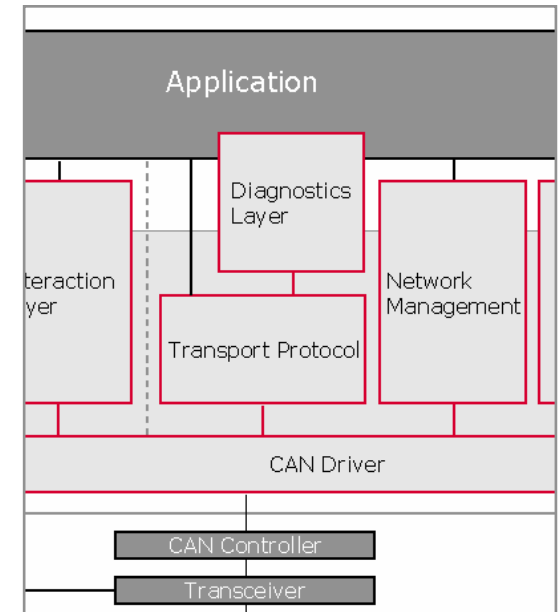 Application
Diagnostics
Layer
teraction
yer
Network
Management
Transport Protocol
CAN Driver
CAN Controller
Transceiver